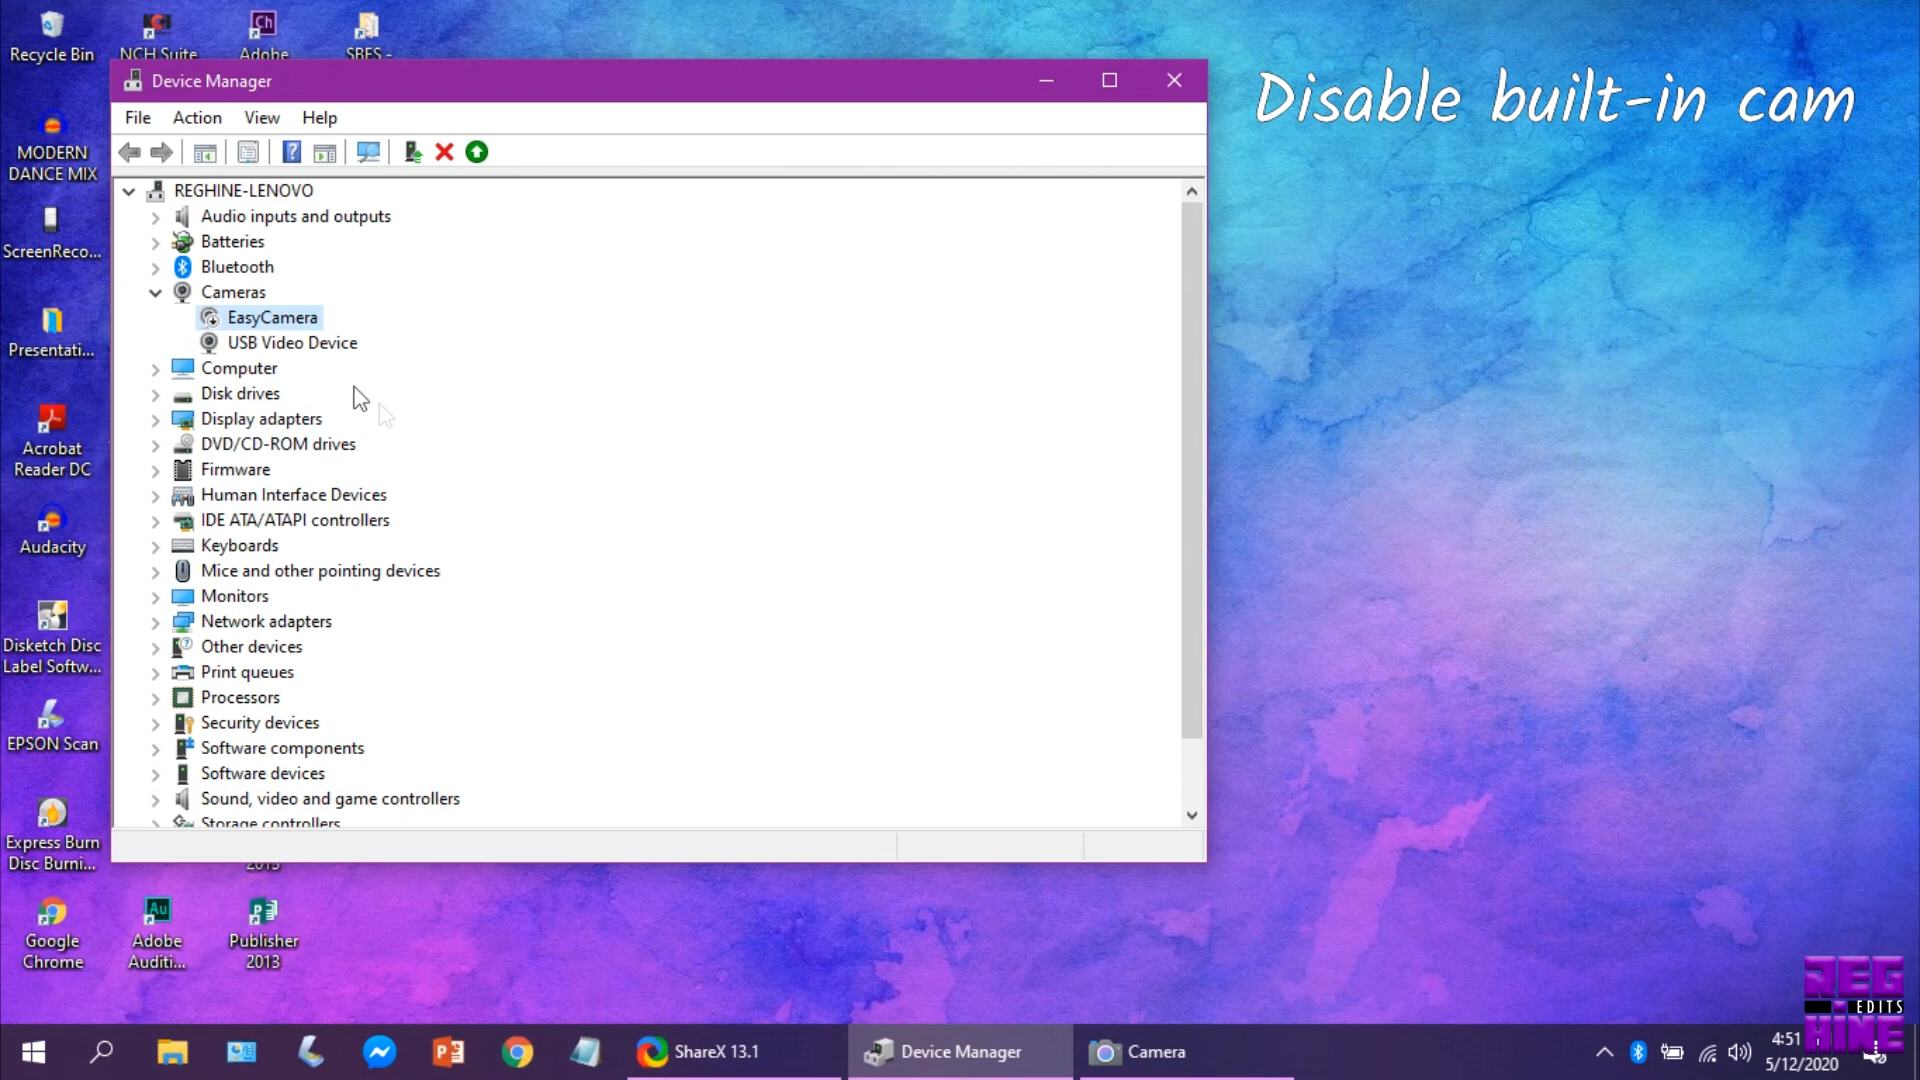 Recycle Bin
NCH Suite
Adobe
SBES -
MODERN
DANCE MIX
ScreenReco...
Presentati...
Acrobat
Reader DC
Audacity
Disketch Disc
Label Softw...
EPSON Scan
Express Burn
Disc Burni...
Google
Chrome
Adobe
Auditi...
Publisher
2013
Device Manager
File Action View Help
REGHINE-LENOVO
Audio inputs and outputs
Batteries
Bluetooth
Cameras
EasyCamera
USB Video Device
Computer
Disk drives
Display adapters
DVD/CD-ROM drives
Firmware
Human Interface Devices
IDE ATA/ATAPI controllers
Keyboards
Mice and other pointing devices
Monitors
Network adapters
Other devices
Print queues
Processors
Security devices
Software components
Software devices
Sound, video and game controllers
Storage controllers
Disable built-in cam
REG
EDITS
HINE
ShareX 13.1
Device Manager
Camera
4:51
5/12/2020